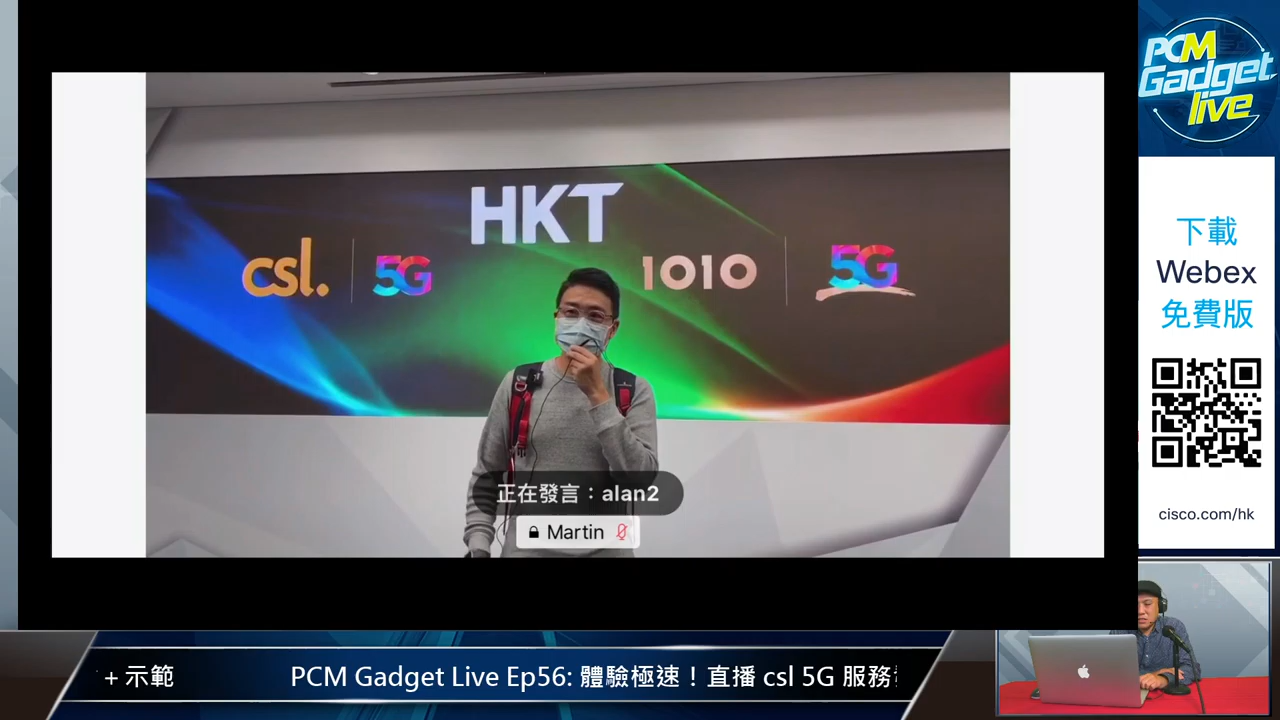 PCM
Gadget
live
HKT
csl. 5G 1010 5G
下載
Webex
免費版
cisco.com/hk
正在發言：alan2
Martin
+ 示範 PCM Gadget Live Ep56: 體驗極速！直播 csl 5G 服務